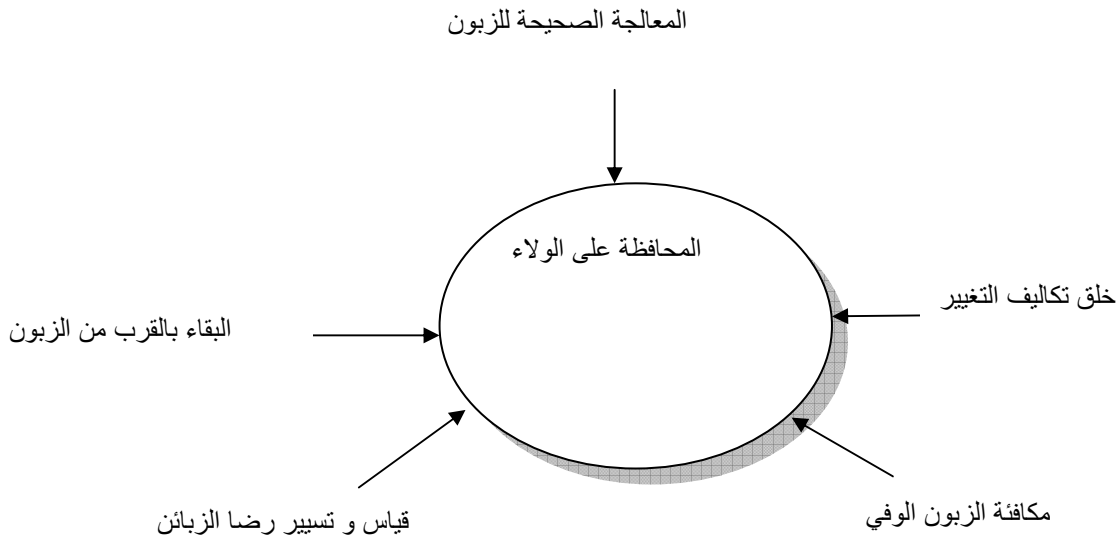 المعالجة الصحيحة للزبون
المحافظة على الولاء
خلق تكاليف التغيير
البقاء بالقرب من الزبون
مكافئة الزبون الوفي
قياس و تسيير رضا الزبائن